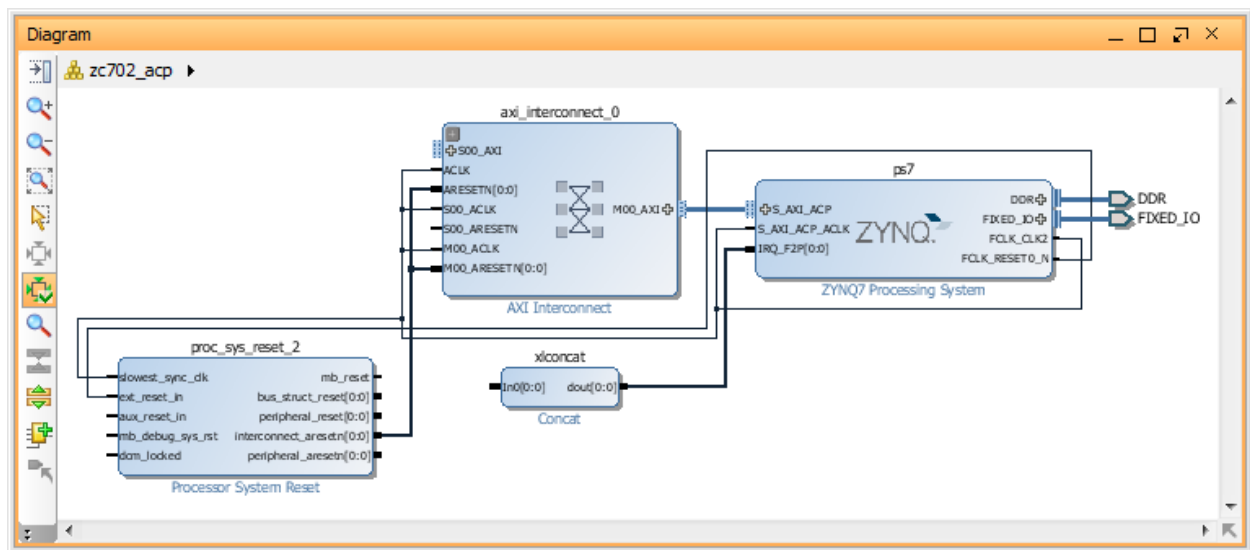 Diagram
zc702_acp
axi_interconnect_0
S00_AXI
ACLK
ARESETN[0:0]
S00_ACLK
S00_ARESETN
M00_ACLK
M00_ARESETN[0:0]
M00_AXI
AXI Interconnect
ps7
S_AXI_ACP
S_AXI_ACP_ACLK
IRQ_F2P[0:0]
ZYNQ.
DDR
FIXED_IO
FCLK_CLK2
FCLK_RESET0_N
ZYNQ7 Processing System
DDR
FIXED_IO
proc_sys_reset_2
slowest_sync_clk
ext_reset_in
aux_reset_in
mb_debug_sys_rst
dcm_locked
mb_reset
bus_struct_reset[0:0]
peripheral_reset[0:0]
interconnect_aresetn[0:0]
peripheral_aresetn[0:0]
Processor System Reset
xlconcat
In0[0:0]
dout[0:0]
Concat